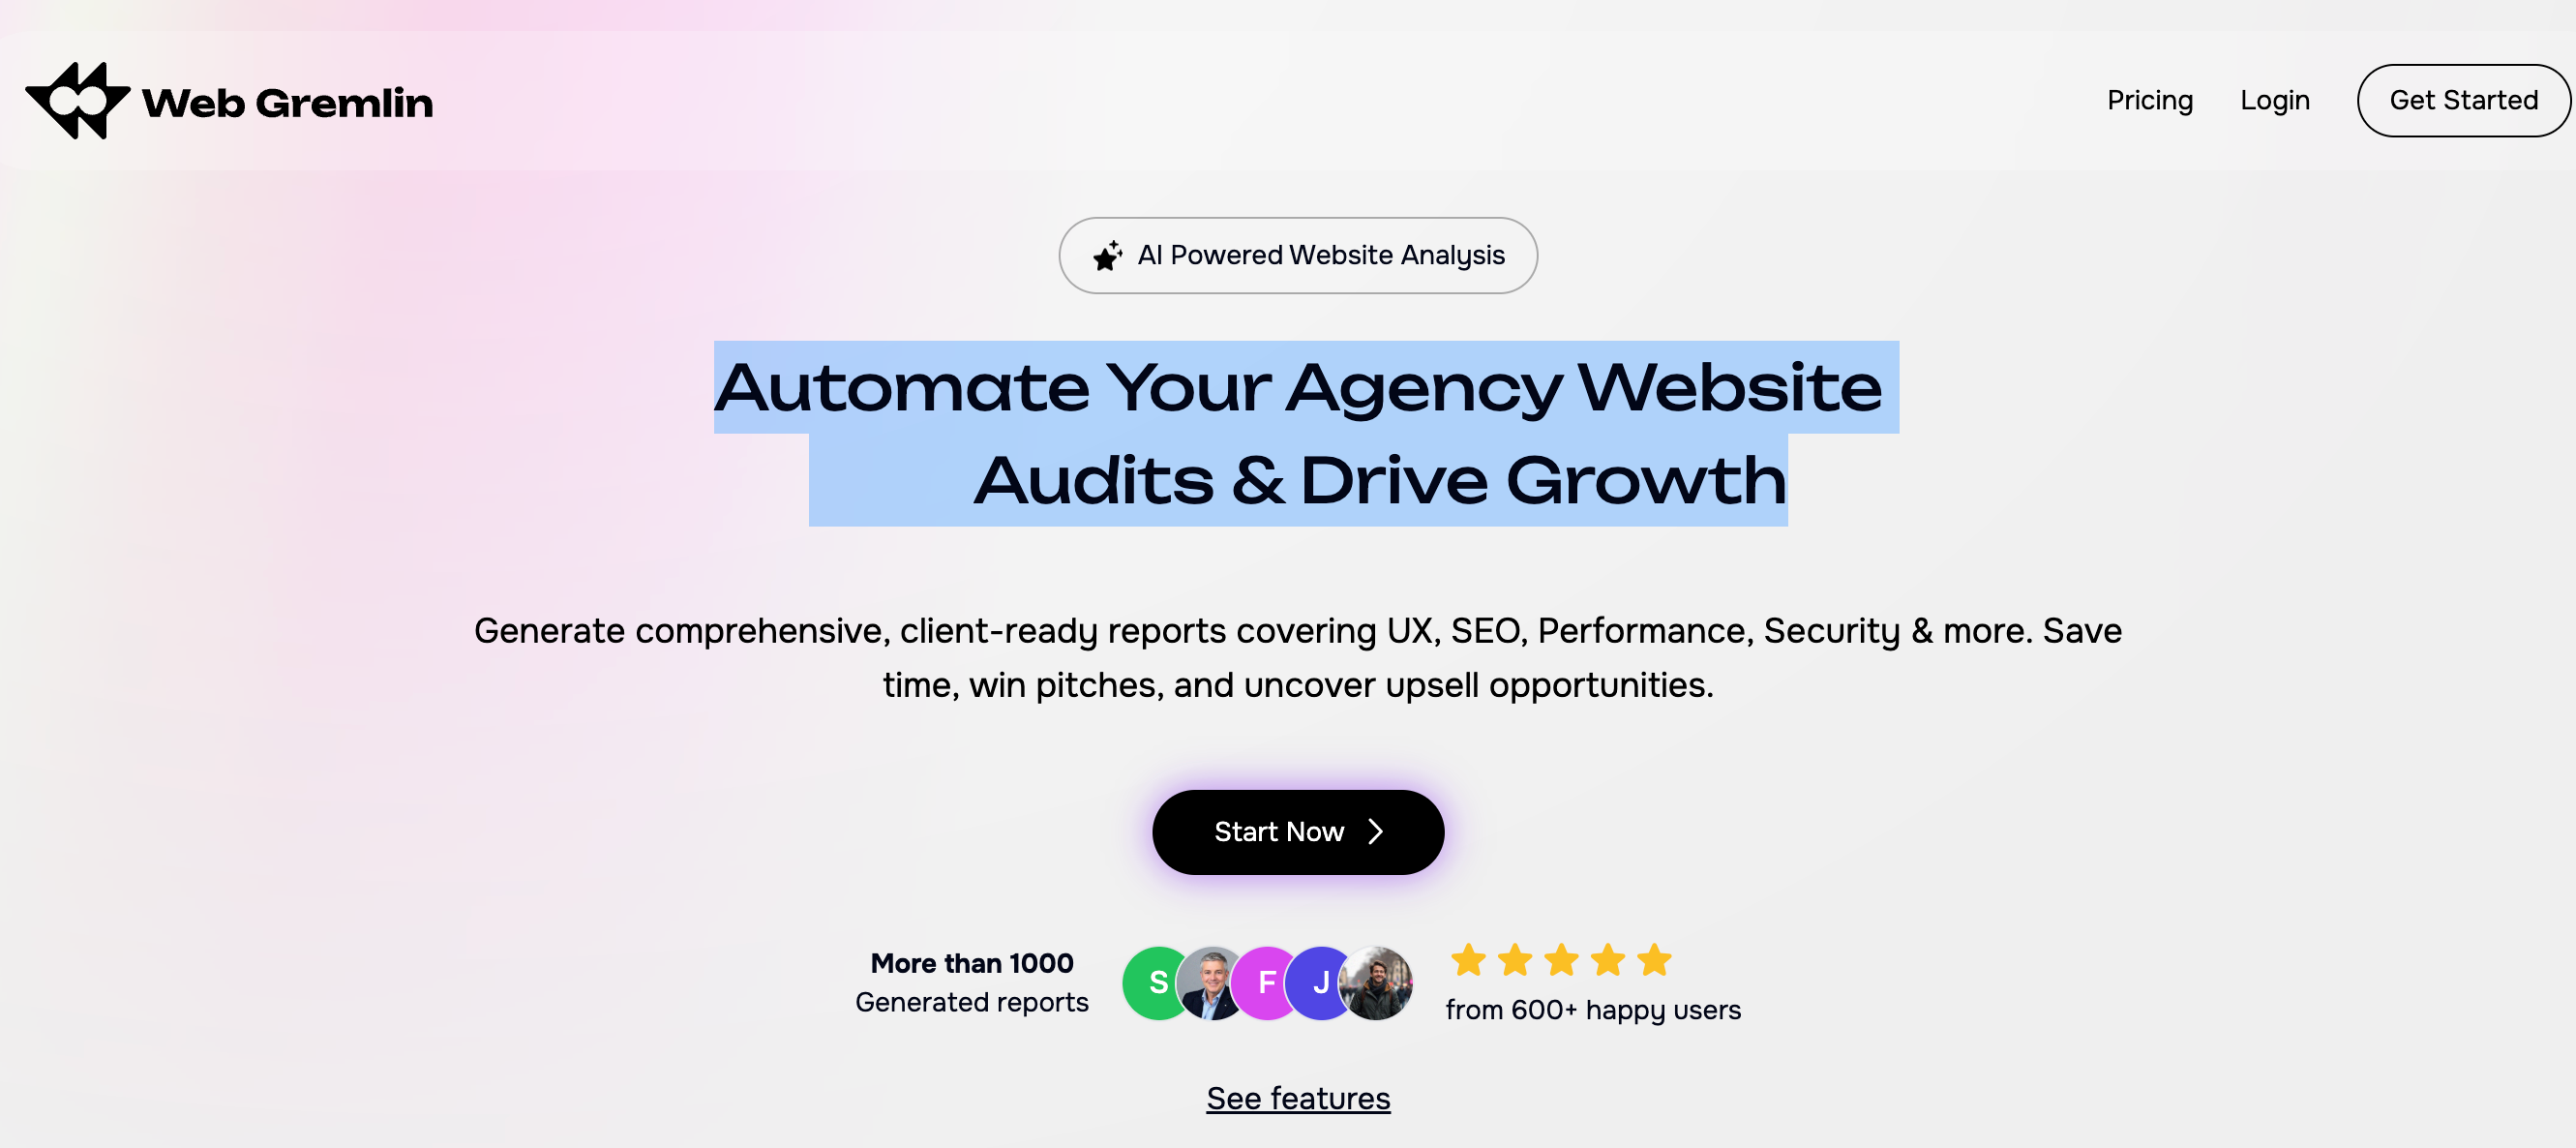 Web Gremlin
Pricing
Login
Get Started
AI Powered Website Analysis
Automate Your Agency Website
Audits & Drive Growth
Generate comprehensive, client-ready reports covering UX, SEO, Performance, Security & more. Save
time, win pitches, and uncover upsell opportunities.
Start Now
More than 1000
Generated reports
S
F
J
from 600+ happy users
See features